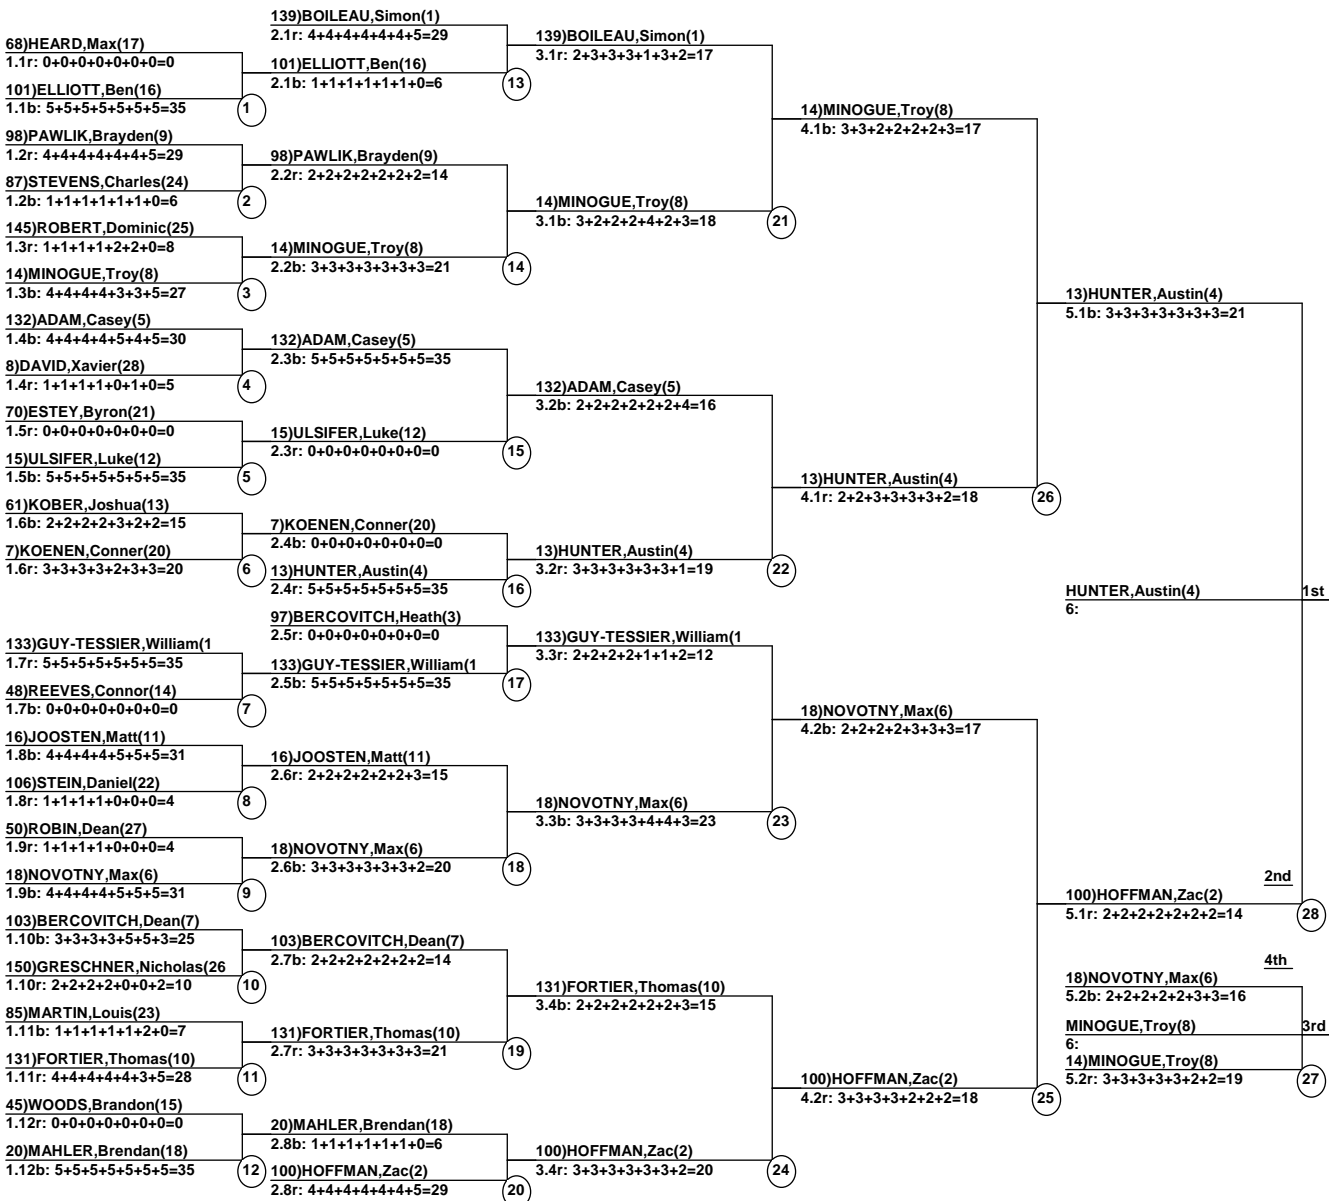 68)HEARD,Max(17)
1.1r: 0+0+0+0+0+0+0=0
101)ELLIOTT,Ben(16)
1.1b: 5+5+5+5+5+5+5=35
1
98)PAWLIK,Brayden(9)
1.2r: 4+4+4+4+4+4+5=29
87)STEVENS,Charles(24)
1.2b: 1+1+1+1+1+1+0=6
2
145)ROBERT,Dominic(25)
1.3r: 1+1+1+1+2+2+0=8
14)MINOGUE,Troy(8)
1.3b: 4+4+4+4+3+3+5=27
3
132)ADAM,Casey(5)
1.4b: 4+4+4+4+5+4+5=30
8)DAVID,Xavier(28)
1.4r: 1+1+1+1+0+1+0=5
4
70)ESTEY,Byron(21)
1.5r: 0+0+0+0+0+0+0=0
15)ULSIFER,Luke(12)
1.5b: 5+5+5+5+5+5+5=35
5
61)KOBER,Joshua(13)
1.6b: 2+2+2+2+3+2+2=15
7)KOENEN,Conner(20)
1.6r: 3+3+3+3+2+3+3=20
6
133)GUY-TESSIER,William(1
1.7r: 5+5+5+5+5+5+5=35
48)REEVES,Connor(14)
1.7b: 0+0+0+0+0+0+0=0
7
16)JOOSTEN,Matt(11)
1.8b: 4+4+4+4+5+5+5=31
106)STEIN,Daniel(22)
1.8r: 1+1+1+1+0+0+0=4
8
50)ROBIN,Dean(27)
1.9r: 1+1+1+1+0+0+0=4
18)NOVOTNY,Max(6)
1.9b: 4+4+4+4+5+5+5=31
9
103)BERCOVITCH,Dean(7)
1.10b: 3+3+3+3+5+5+3=25
150)GRESCHNER,Nicholas(26
1.10r: 2+2+2+2+0+0+2=10
10
85)MARTIN,Louis(23)
1.11b: 1+1+1+1+1+2+0=7
131)FORTIER,Thomas(10)
1.11r: 4+4+4+4+4+3+5=28
11
45)WOODS,Brandon(15)
1.12r: 0+0+0+0+0+0+0=0
20)MAHLER,Brendan(18)
1.12b: 5+5+5+5+5+5+5=35
12
139)BOILEAU,Simon(1)
2.1r: 4+4+4+4+4+4+5=29
101)ELLIOTT,Ben(16)
2.1b: 1+1+1+1+1+1+0=6
13
98)PAWLIK,Brayden(9)
2.2r: 2+2+2+2+2+2+2=14
14)MINOGUE,Troy(8)
2.2b: 3+3+3+3+3+3+3=21
14
132)ADAM,Casey(5)
2.3b: 5+5+5+5+5+5+5=35
15)ULSIFER,Luke(12)
2.3r: 0+0+0+0+0+0+0=0
15
7)KOENEN,Conner(20)
2.4b: 0+0+0+0+0+0+0=0
13)HUNTER,Austin(4)
2.4r: 5+5+5+5+5+5+5=35
16
97)BERCOVITCH,Heath(3)
2.5r: 0+0+0+0+0+0+0=0
133)GUY-TESSIER,William(1
2.5b: 5+5+5+5+5+5+5=35
17
16)JOOSTEN,Matt(11)
2.6r: 2+2+2+2+2+2+3=15
18)NOVOTNY,Max(6)
2.6b: 3+3+3+3+3+3+2=20
18
103)BERCOVITCH,Dean(7)
2.7b: 2+2+2+2+2+2+2=14
131)FORTIER,Thomas(10)
2.7r: 3+3+3+3+3+3+3=21
19
20)MAHLER,Brendan(18)
2.8b: 1+1+1+1+1+1+0=6
100)HOFFMAN,Zac(2)
2.8r: 4+4+4+4+4+4+5=29
20
139)BOILEAU,Simon(1)
3.1r: 2+3+3+3+1+3+2=17
14)MINOGUE,Troy(8)
3.1b: 3+2+2+2+4+2+3=18
21
132)ADAM,Casey(5)
3.2b: 2+2+2+2+2+2+4=16
13)HUNTER,Austin(4)
3.2r: 3+3+3+3+3+3+1=19
22
133)GUY-TESSIER,William(1
3.3r: 2+2+2+2+1+1+2=12
18)NOVOTNY,Max(6)
3.3b: 3+3+3+3+4+4+3=23
23
131)FORTIER,Thomas(10)
3.4b: 2+2+2+2+2+2+3=15
100)HOFFMAN,Zac(2)
3.4r: 3+3+3+3+3+3+2=20
24
14)MINOGUE,Troy(8)
4.1b: 3+3+2+2+2+2+3=17
13)HUNTER,Austin(4)
4.1r: 2+2+3+3+3+3+2=18
26
18)NOVOTNY,Max(6)
4.2b: 2+2+2+2+3+3+3=17
100)HOFFMAN,Zac(2)
4.2r: 3+3+3+3+2+2+2=18
25
13)HUNTER,Austin(4)
5.1b: 3+3+3+3+3+3+3=21
HUNTER,Austin(4)
1st
6:
2nd
100)HOFFMAN,Zac(2)
5.1r: 2+2+2+2+2+2+2=14
28
4th
18)NOVOTNY,Max(6)
5.2b: 2+2+2+2+2+3+3=16
MINOGUE,Troy(8)
3rd
6:
14)MINOGUE,Troy(8)
5.2r: 3+3+3+3+3+2+2=19
27